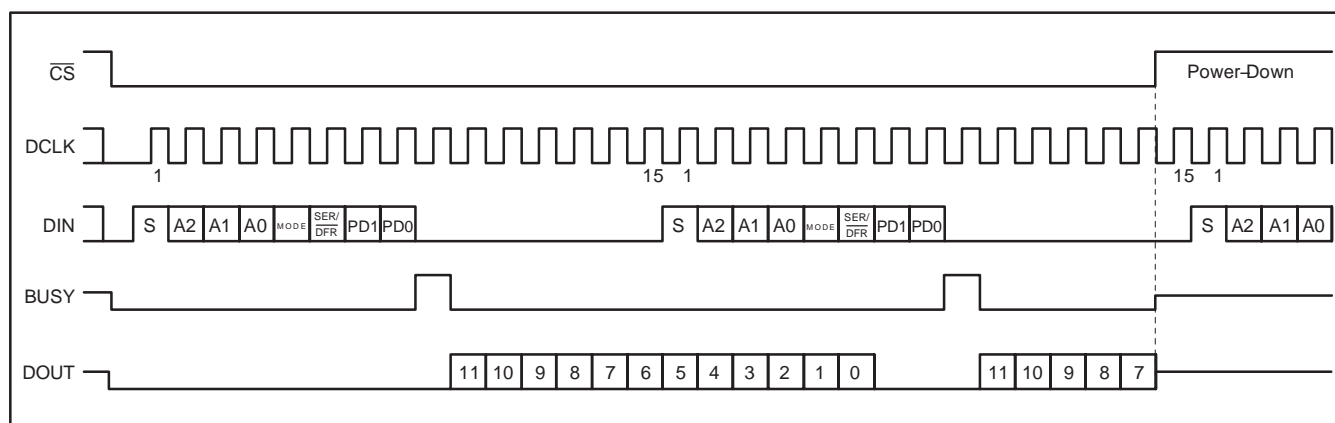 CS Power–Down
DCLK
1 15 1 15 1
DIN S A2 A1 A0 MODE SER/DFR PD1 PD0 S A2 A1 A0 MODE SER/DFR PD1 PD0 S A2 A1 A0
BUSY
DOUT 11 10 9 8 7 6 5 4 3 2 1 0 11 10 9 8 7